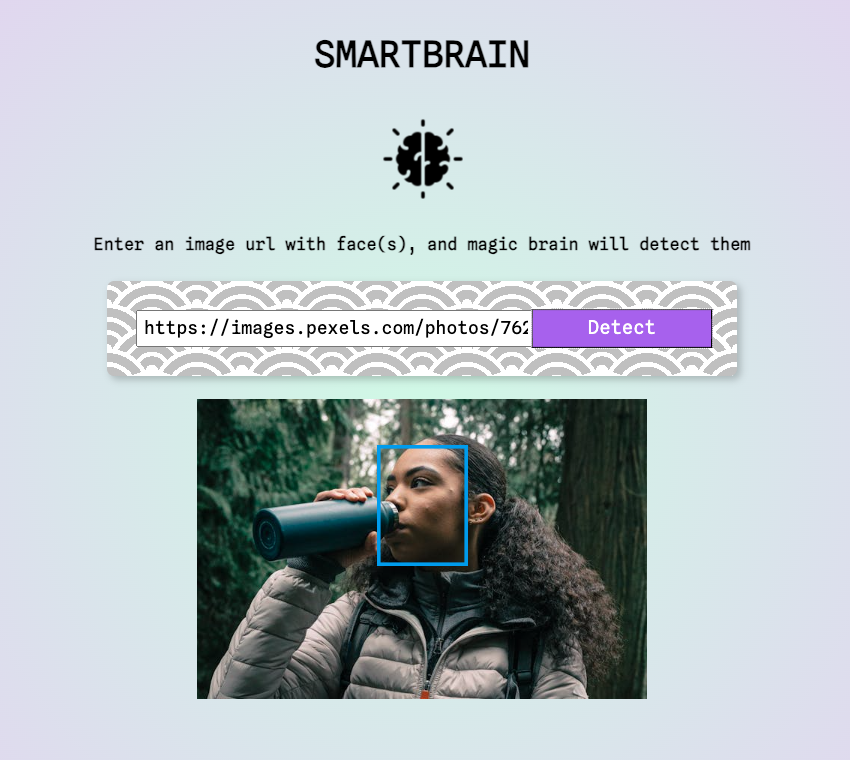 SMARTBRAIN
Enter an image url with face(s), and magic brain will detect them
https://images.pexels.com/photos/762
Detect